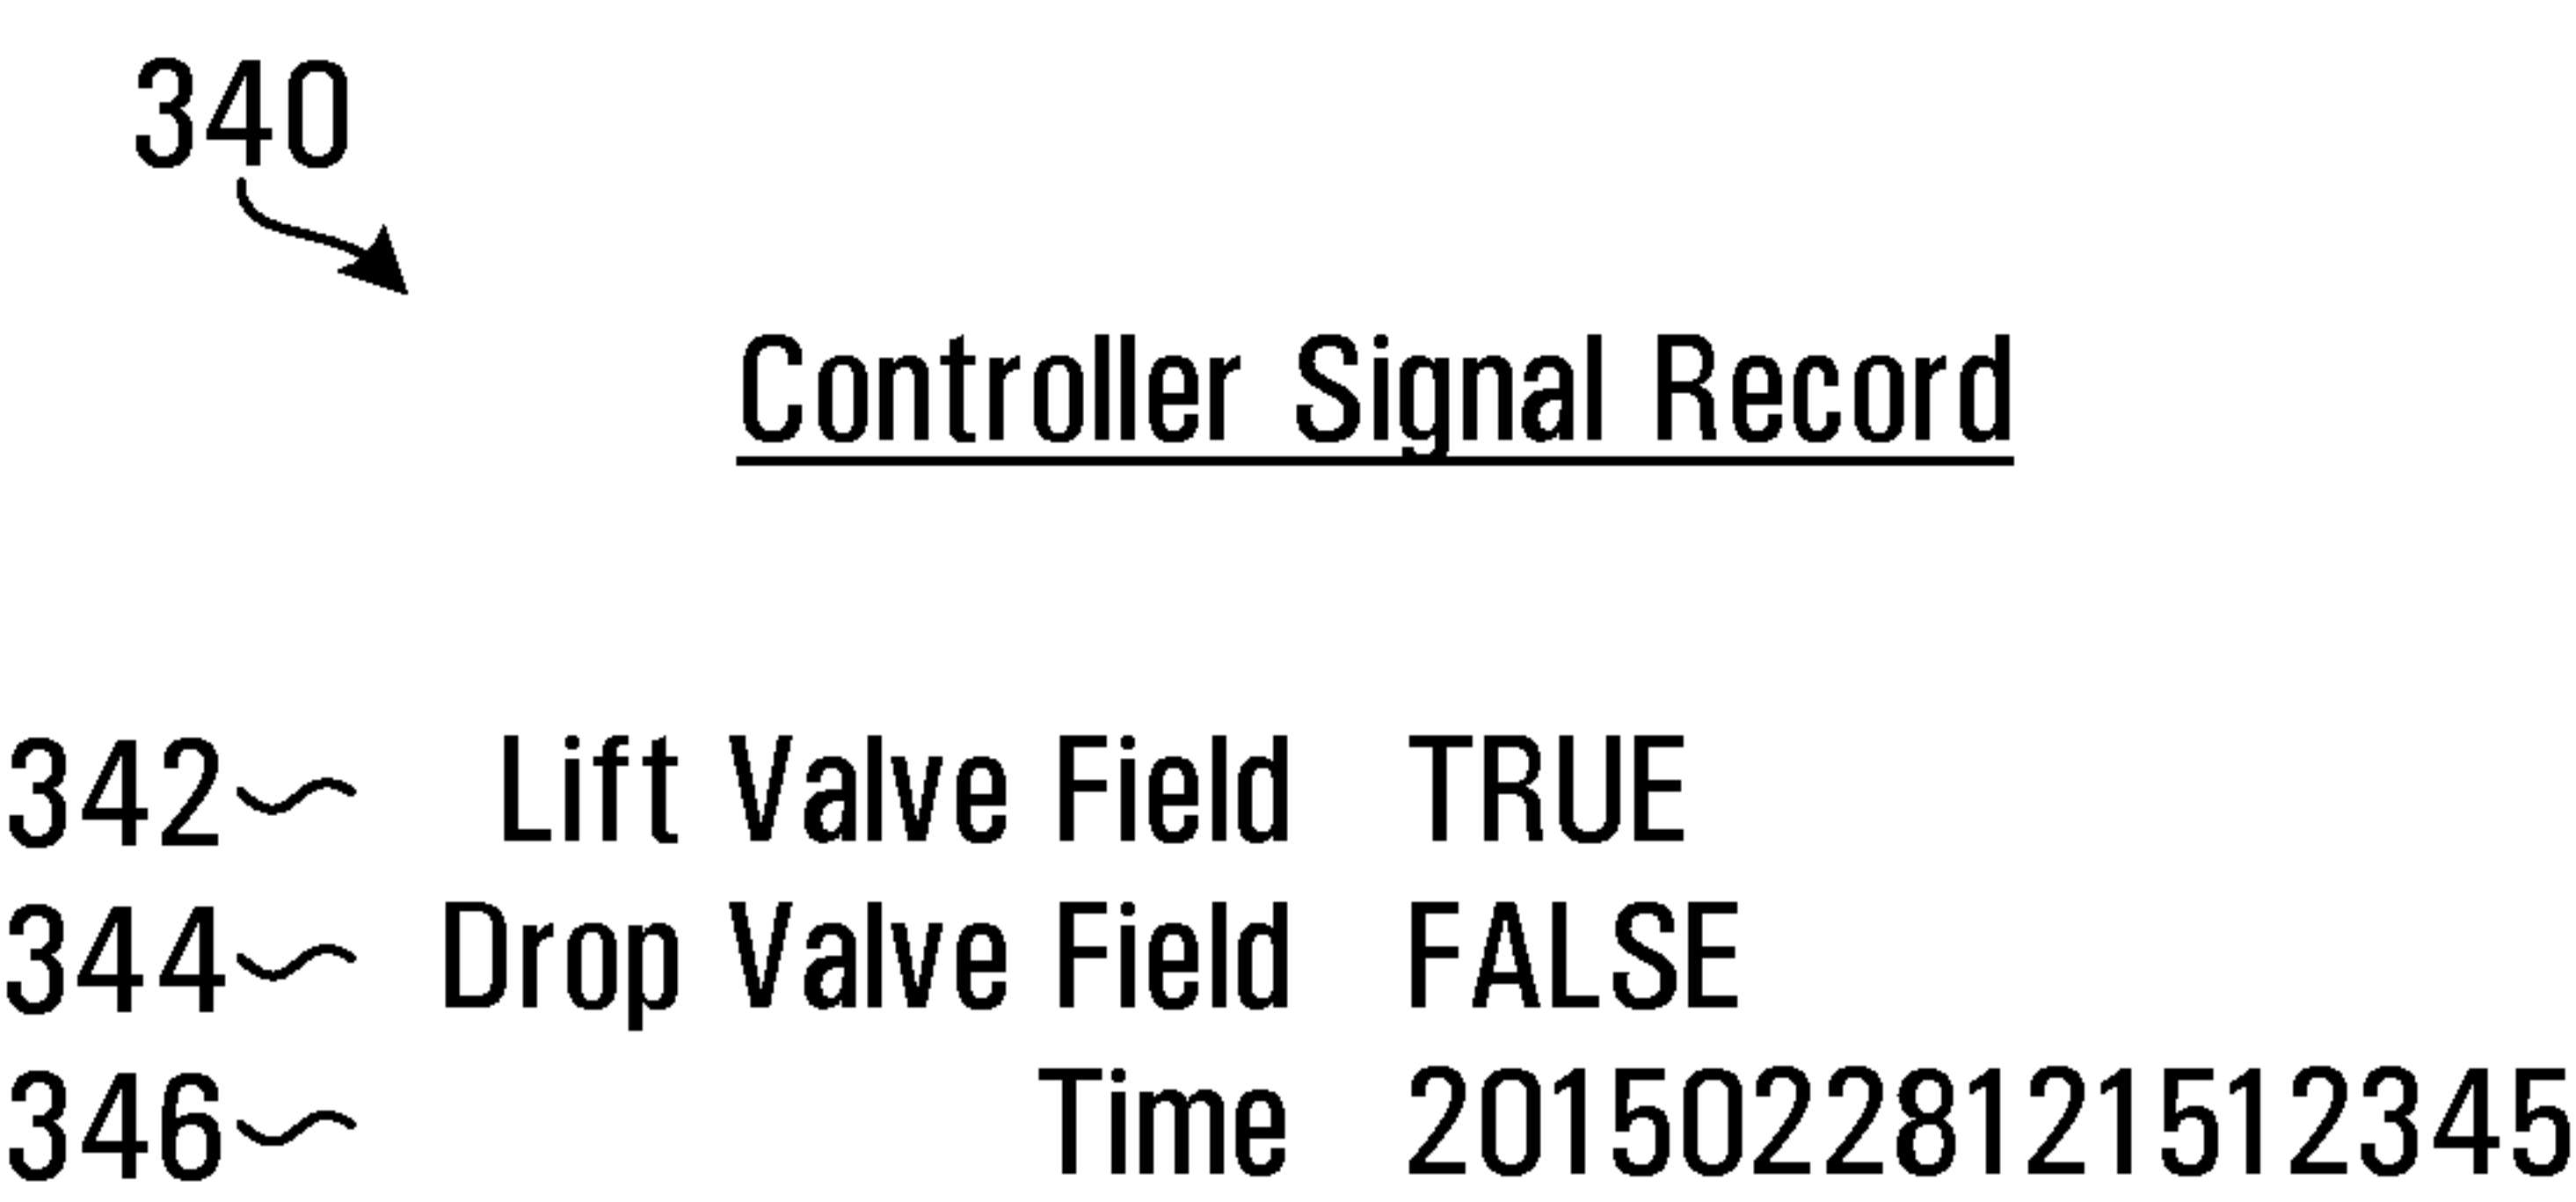 340
Controller Signal Record
342 Lift Valve Field TRUE
344 Drop Valve Field FALSE
346 Time 20150228121512345